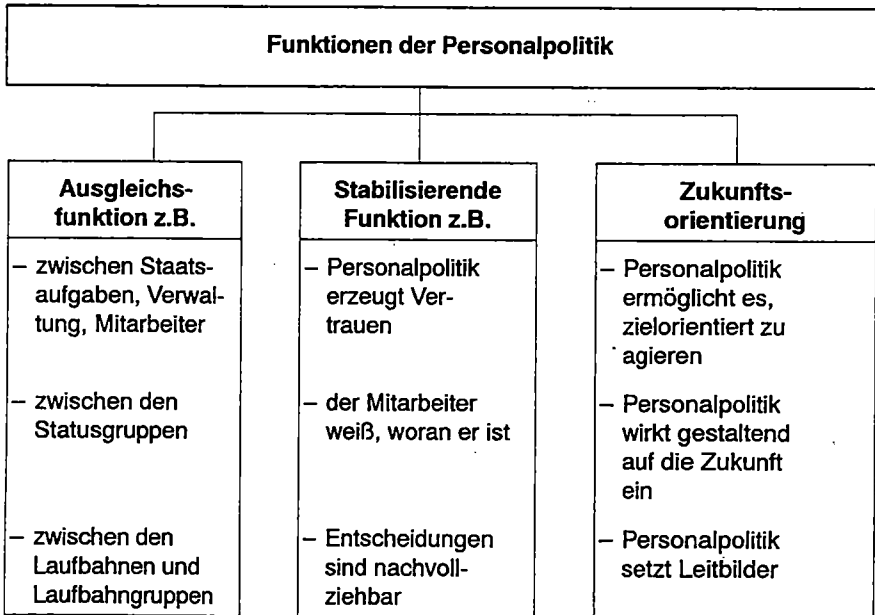 Funktionen der Personalpolitik
Ausgleichs-
funktion z.B.
– zwischen Staats-
aufgaben, Verwal-
tung, Mitarbeiter
– zwischen den
Statusgruppen
– zwischen den
Laufbahnen und
Laufbahngruppen
Stabilisierende
Funktion z.B.
– Personalpolitik
erzeugt Ver-
trauen
– der Mitarbeiter
weiß, woran er ist
– Entscheidungen
sind nachvoll-
ziehbar
Zukunfts-
orientierung
– Personalpolitik
ermöglicht es,
zielorientiert zu
agieren
– Personalpolitik
wirkt gestaltend
auf die Zukunft
ein
– Personalpolitik
setzt Leitbilder